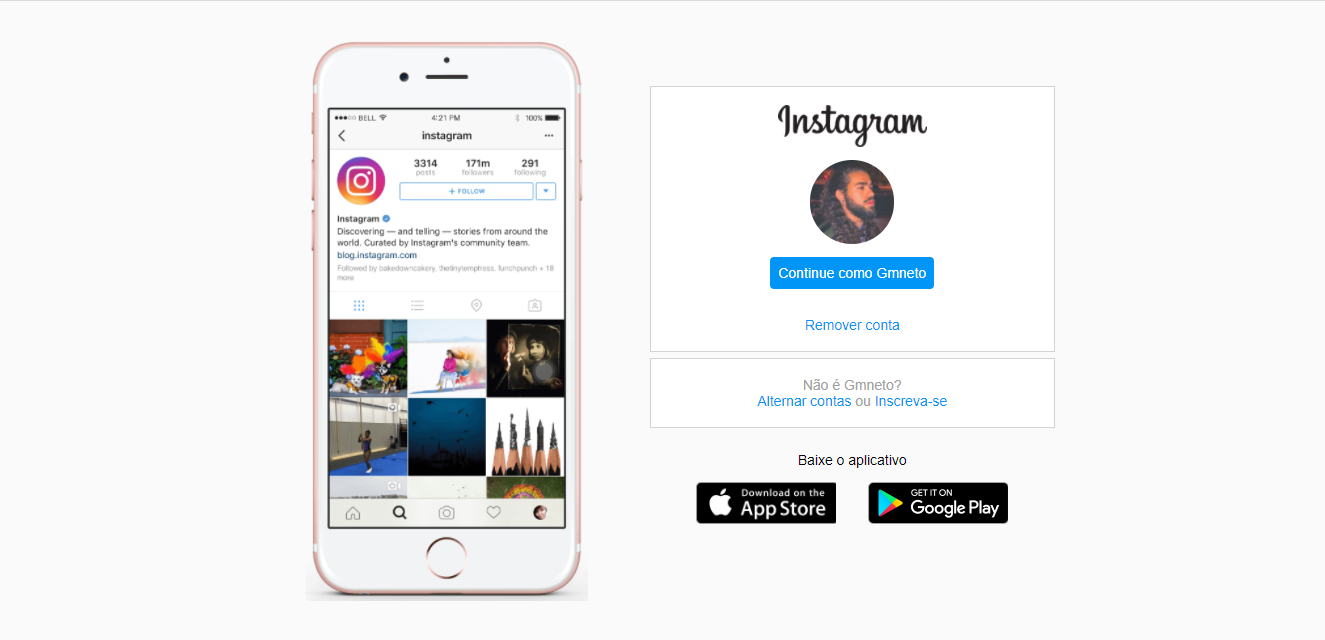 BELL
4:21 PM
100%
instagram
3314
posts
171m
followers
291
following
+ FOLLOW
Instagram
Discovering — and telling — stories from around the
world. Curated by Instagram's community team.
blog.instagram.com
Followed by bakedowncakery, thetinytemptress, lunchpunch + 18
more
Instagram
Continue como Gmneto
Remover conta
Não é Gmneto?
Alternar contas ou Inscreva-se
Baixe o aplicativo
Download on the
App Store
GET IT ON
Google Play